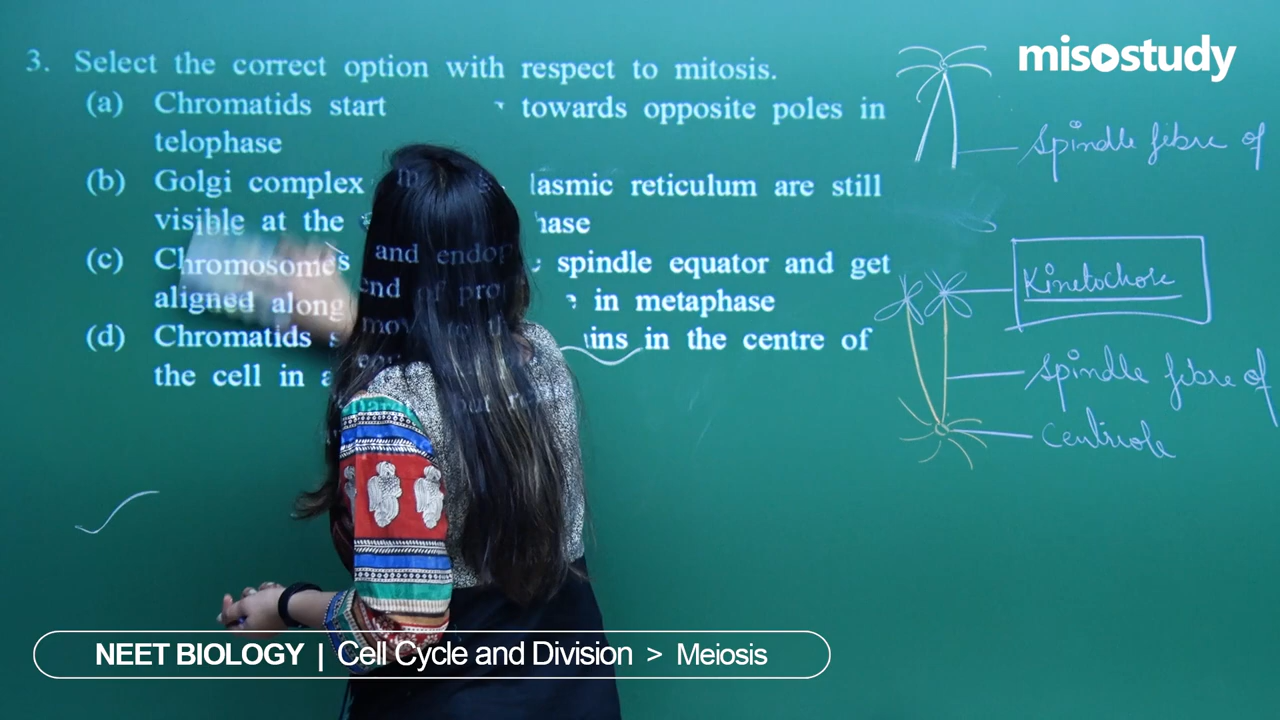 misostudy
3. Select the correct option with respect to mitosis.
(a) Chromatids start towards opposite poles in
telophase
(b) Golgi complex and endop lasmic reticulum are still
visible at the end of pro hase
(c) Chromosomes spindle equator and get
aligned along in metaphase
(d) Chromatids in the centre of
the cell in
Spindle fibre of
Kinetochore
Spindle fibre of
Centriole
NEET BIOLOGY | Cell Cycle and Division > Meiosis